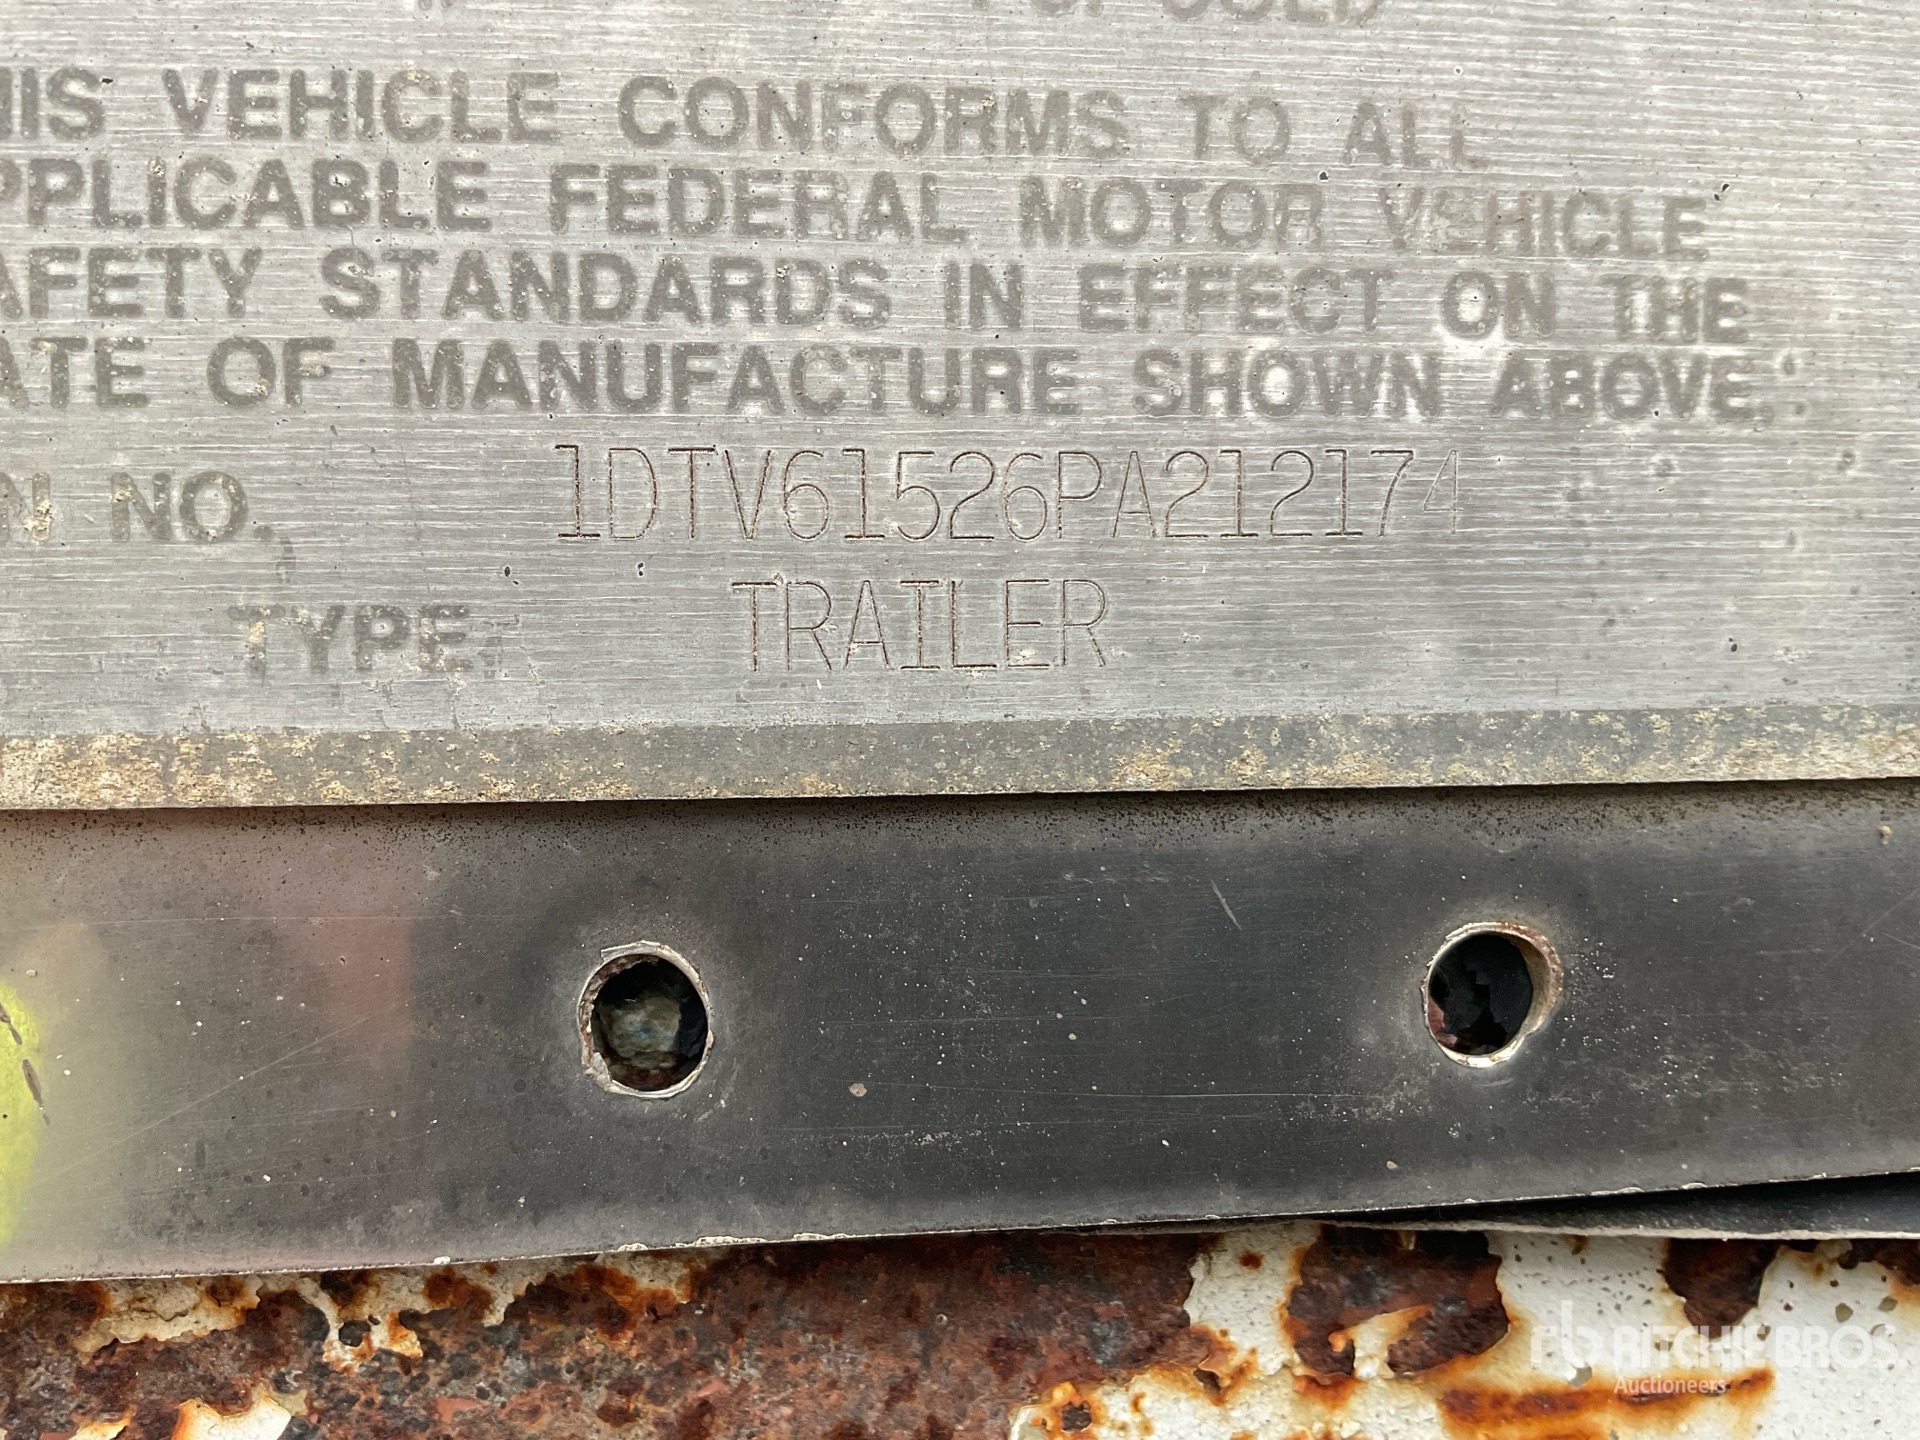 HIS VEHICLE CONFORMS TO ALL
PPLICABLE FEDERAL MOTOR VEHICLE
AFETY STANDARDS IN EFFECT ON THE
ATE OF MANUFACTURE SHOWN ABOVE.
N NO. 1DTV61526PA212174
TYPE: TRAILER
rb RITCHIE BROS.
Auctioneers